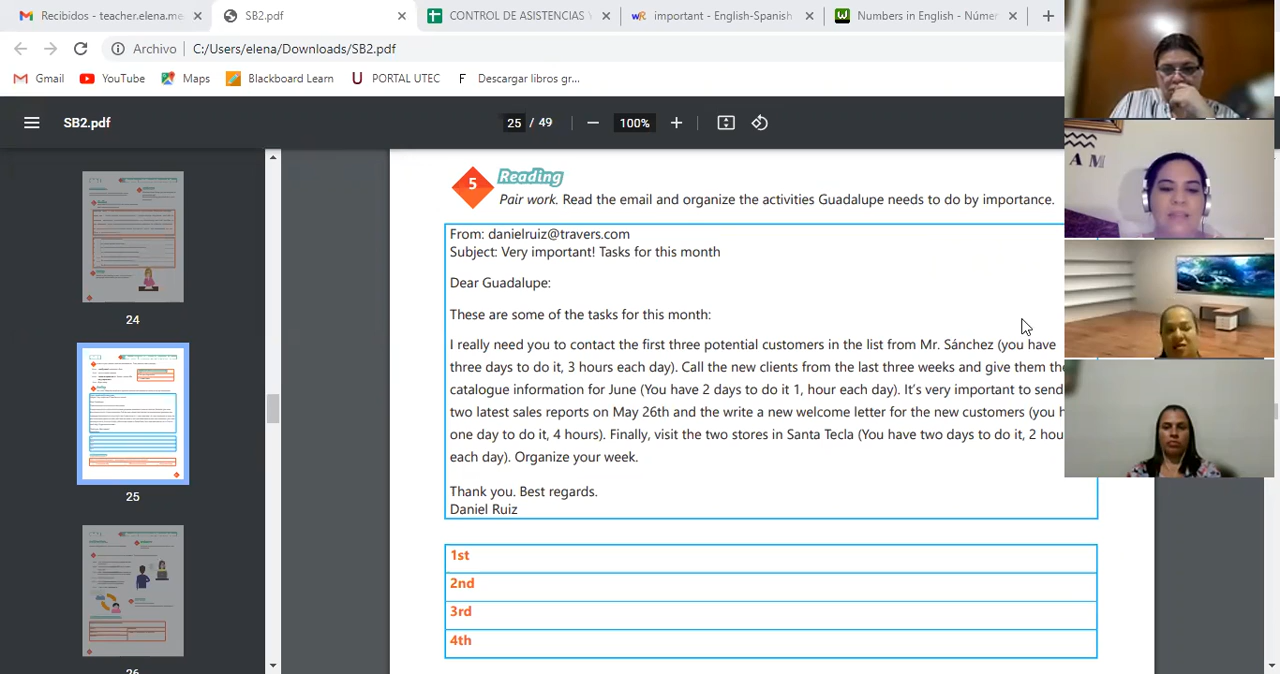 Recibidos - teacher.elena.me
SB2.pdf
CONTROL DE ASISTENCIAS Y
important - English-Spanish
Numbers in English - Númer
Archivo
C:/Users/elena/Downloads/SB2.pdf
Gmail
YouTube
Maps
Blackboard Learn
PORTAL UTEC
Descargar libros gr...
SB2.pdf
25 / 49
100%
24
25
26
5 Reading
Pair work. Read the email and organize the activities Guadalupe needs to do by importance.
From: danielruiz@travers.com
Subject: Very important! Tasks for this month
Dear Guadalupe:
These are some of the tasks for this month:
I really need you to contact the first three potential customers in the list from Mr. Sánchez (you have
three days to do it, 3 hours each day). Call the new clients from the last three weeks and give them the
catalogue information for June (You have 2 days to do it 1 hour each day). It's very important to send
two latest sales reports on May 26th and the write a new welcome letter for the new customers (you h
one day to do it, 4 hours). Finally, visit the two stores in Santa Tecla (You have two days to do it, 2 hou
each day). Organize your week.
Thank you. Best regards.
Daniel Ruiz
1st
2nd
3rd
4th